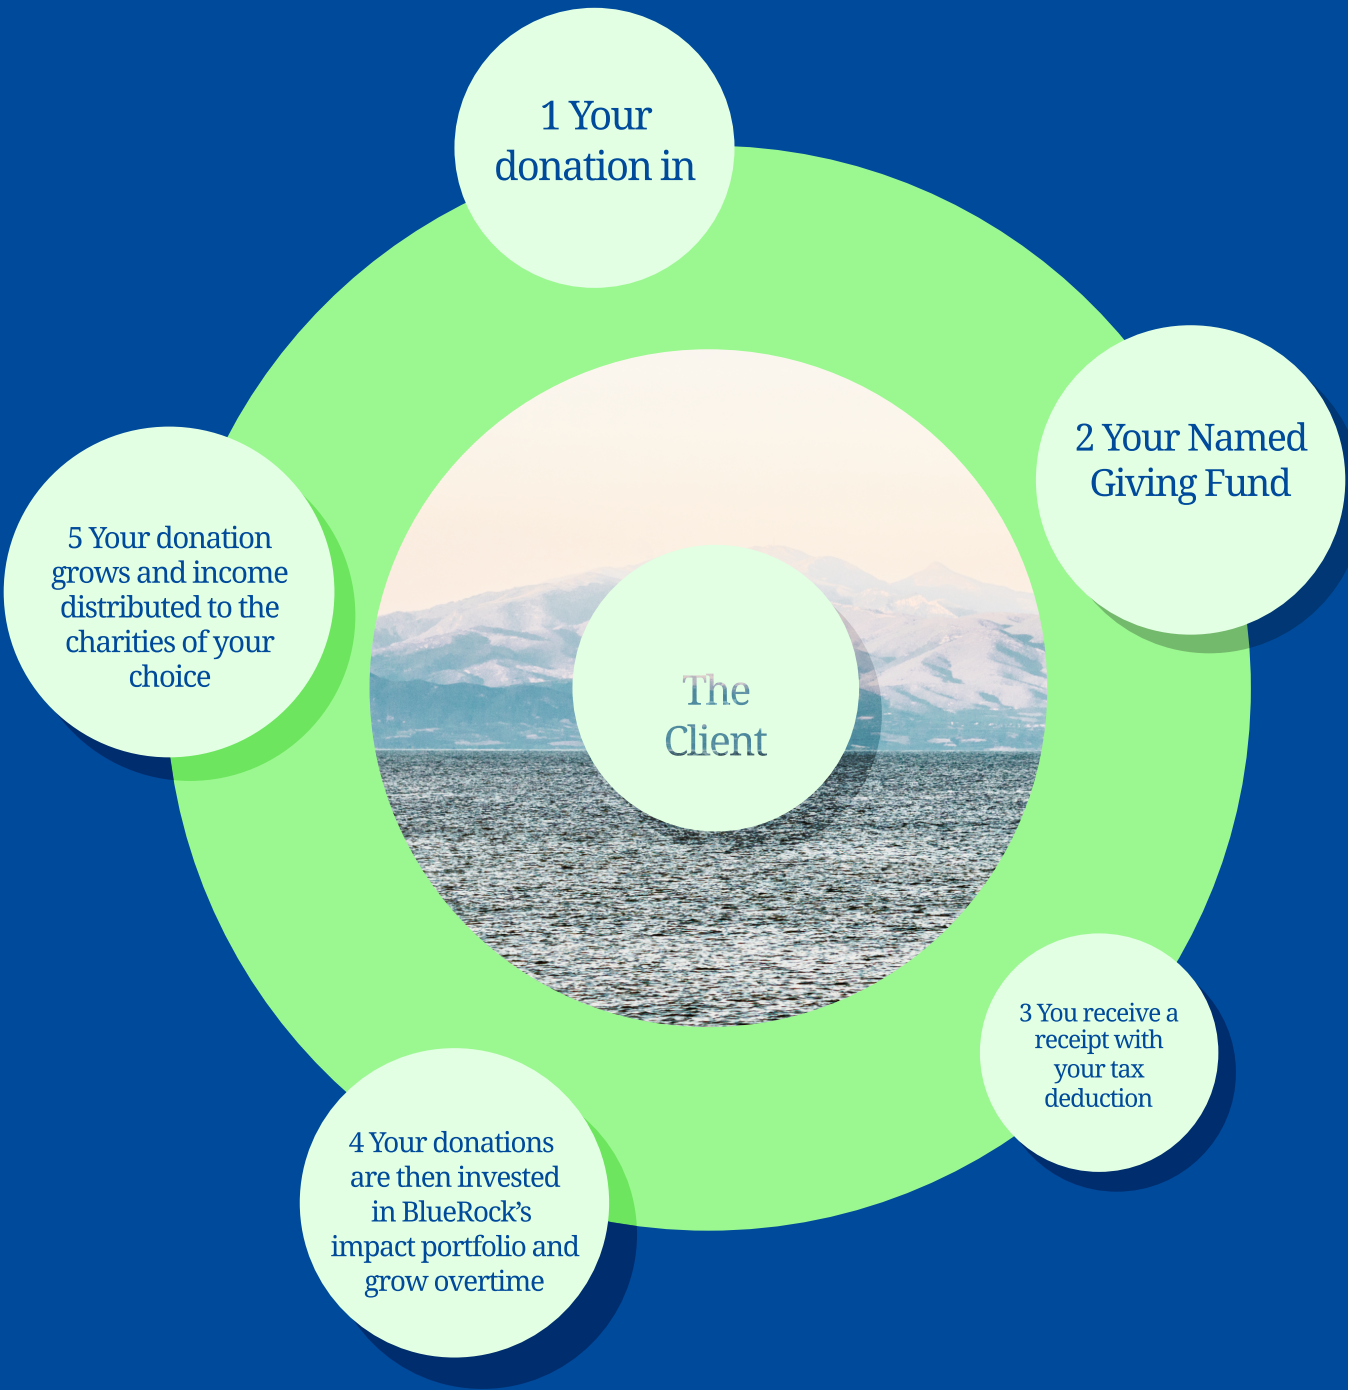 1 Your
donation in
2 Your Named
Giving Fund
3 You receive a
receipt with
your tax
deduction
4 Your donations
are then invested
in BlueRock’s
impact portfolio and
grow overtime
5 Your donation
grows and income
distributed to the
charities of your
choice
The
Client